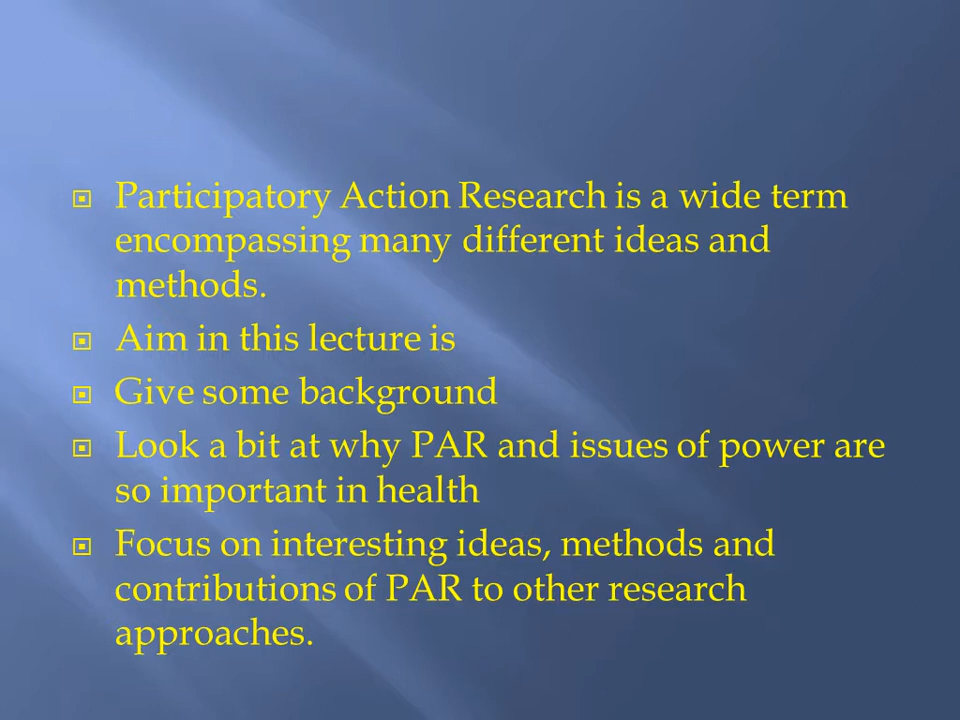 Participatory Action Research is a wide term
encompassing many different ideas and
methods.
Aim in this lecture is
Give some background
Look a bit at why PAR and issues of power are
so important in health
Focus on interesting ideas, methods and
contributions of PAR to other research
approaches.